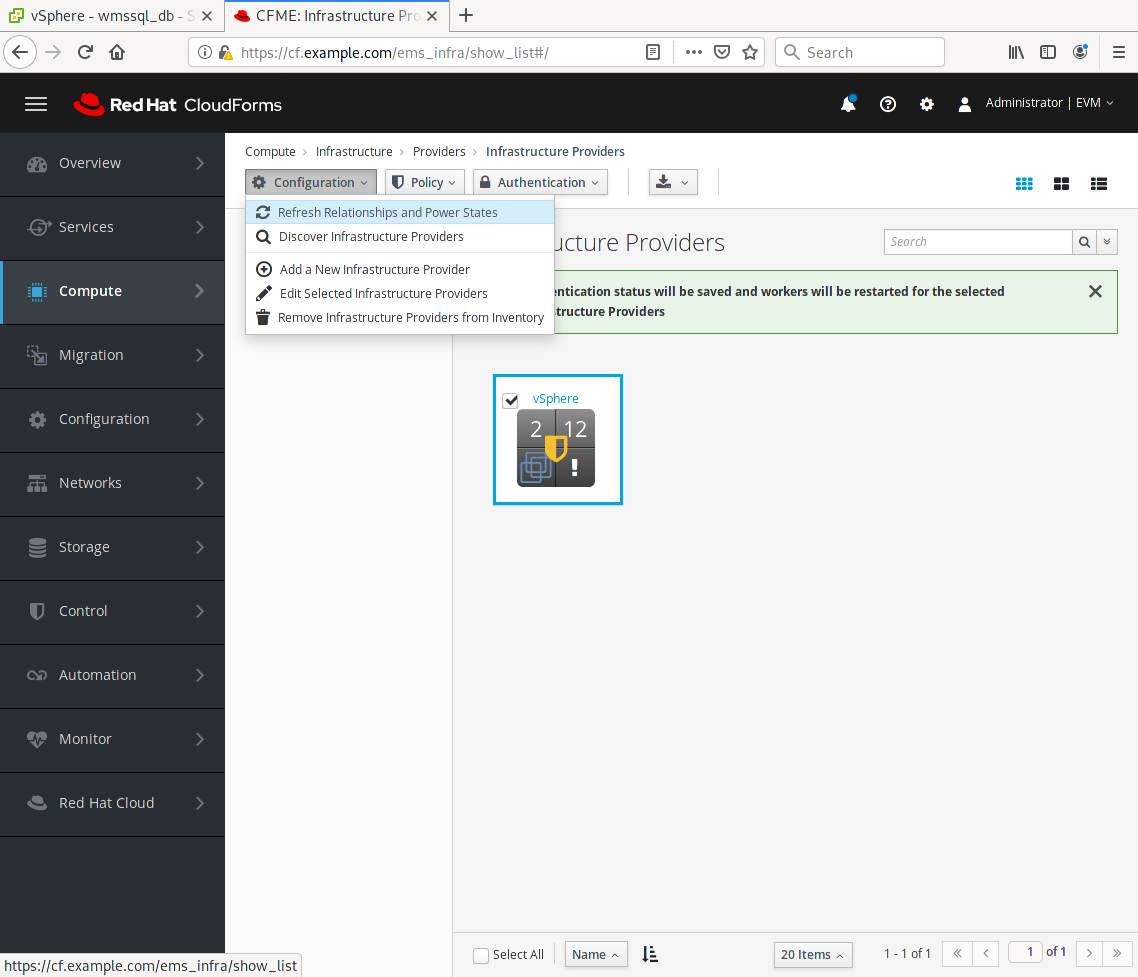 vSphere - wmssql_db - S
CFME: Infrastructure Pro
https://cf.example.com/ems_infra/show_list#/
Search
Red Hat CloudForms
Administrator | EVM
Overview
Services
Compute
Migration
Configuration
Networks
Storage
Control
Automation
Monitor
Red Hat Cloud
Compute > Infrastructure > Providers > Infrastructure Providers
Configuration
Policy
Authentication
Refresh Relationships and Power States
Discover Infrastructure Providers
Add a New Infrastructure Provider
Edit Selected Infrastructure Providers
Remove Infrastructure Providers from Inventory
ucture Providers
Search
entication status will be saved and workers will be restarted for the selected
structure Providers
vSphere
2 12
!
Select All
Name
20 Items
1 - 1 of 1
1 of 1
https://cf.example.com/ems_infra/show_list